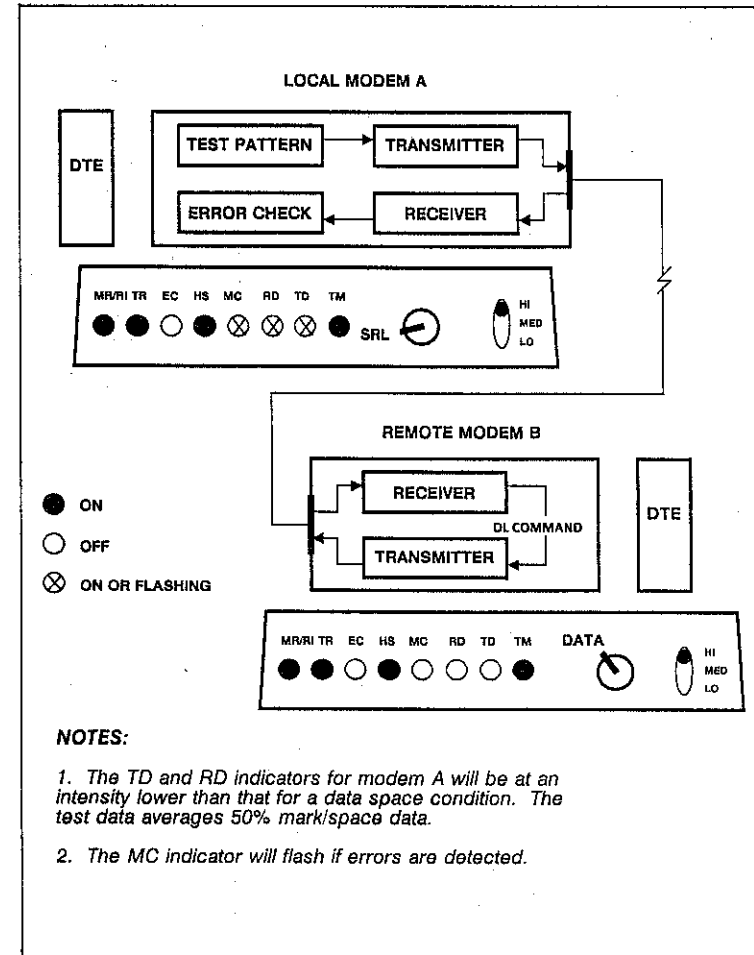 LOCAL MODEM A
DTE
TEST PATTERN
TRANSMITTER
ERROR CHECK
RECEIVER
MR/RI TR EC HS MC RD TD TM
SRL
HI
MED
LO
REMOTE MODEM B
RECEIVER
DL COMMAND
TRANSMITTER
DTE
ON
OFF
ON OR FLASHING
MR/RI TR EC HS MC RD TD TM
DATA
HI
MED
LO
NOTES:
1. The TD and RD indicators for modem A will be at an
intensity lower than that for a data space condition. The
test data averages 50% mark/space data.
2. The MC indicator will flash if errors are detected.